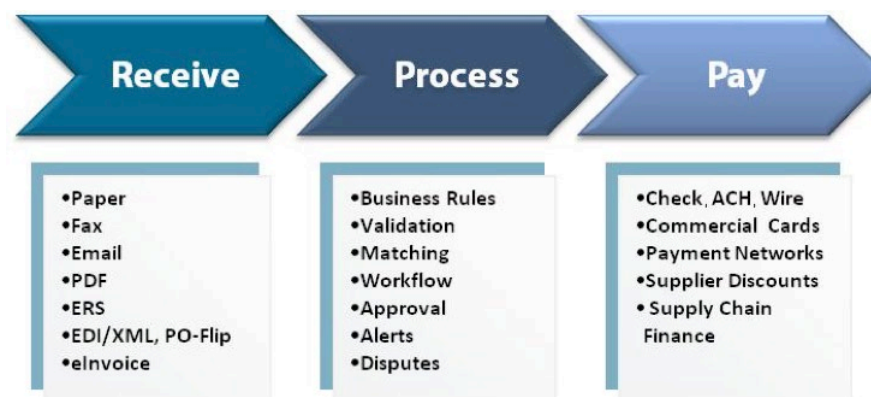 Receive
Process
Pay
•Paper
•Fax
•Email
•PDF
•ERS
•EDI/XML, PO-Flip
•eInvoice
•Business Rules
•Validation
•Matching
•Workflow
•Approval
•Alerts
•Disputes
•Check, ACH, Wire
•Commercial Cards
•Payment Networks
•Supplier Discounts
• Supply Chain
Finance